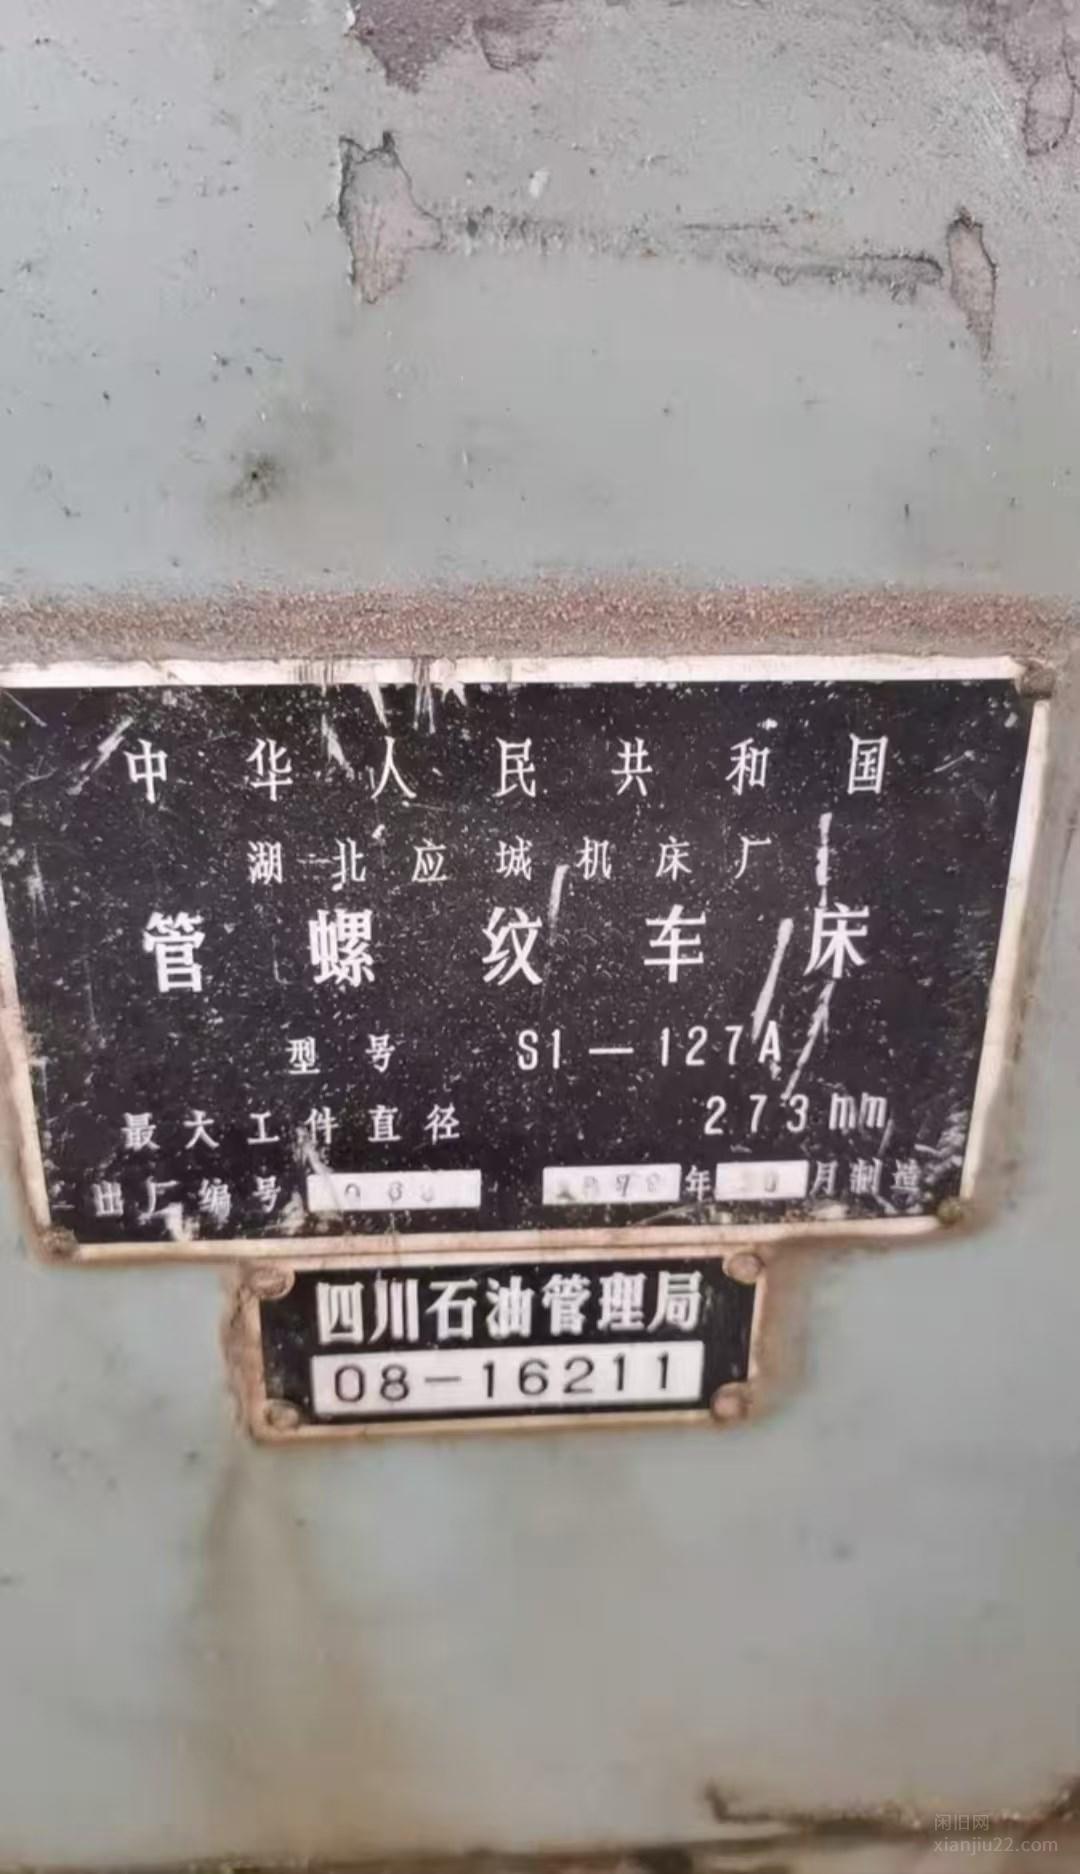 中华人民共和国
湖北应城机床厂
管螺纹车床
型号 S1—127A
最大工件直径 273mm
出厂编号 年 月制造
四川石油管理局
08-16211
闲旧网
xianjiu22.com